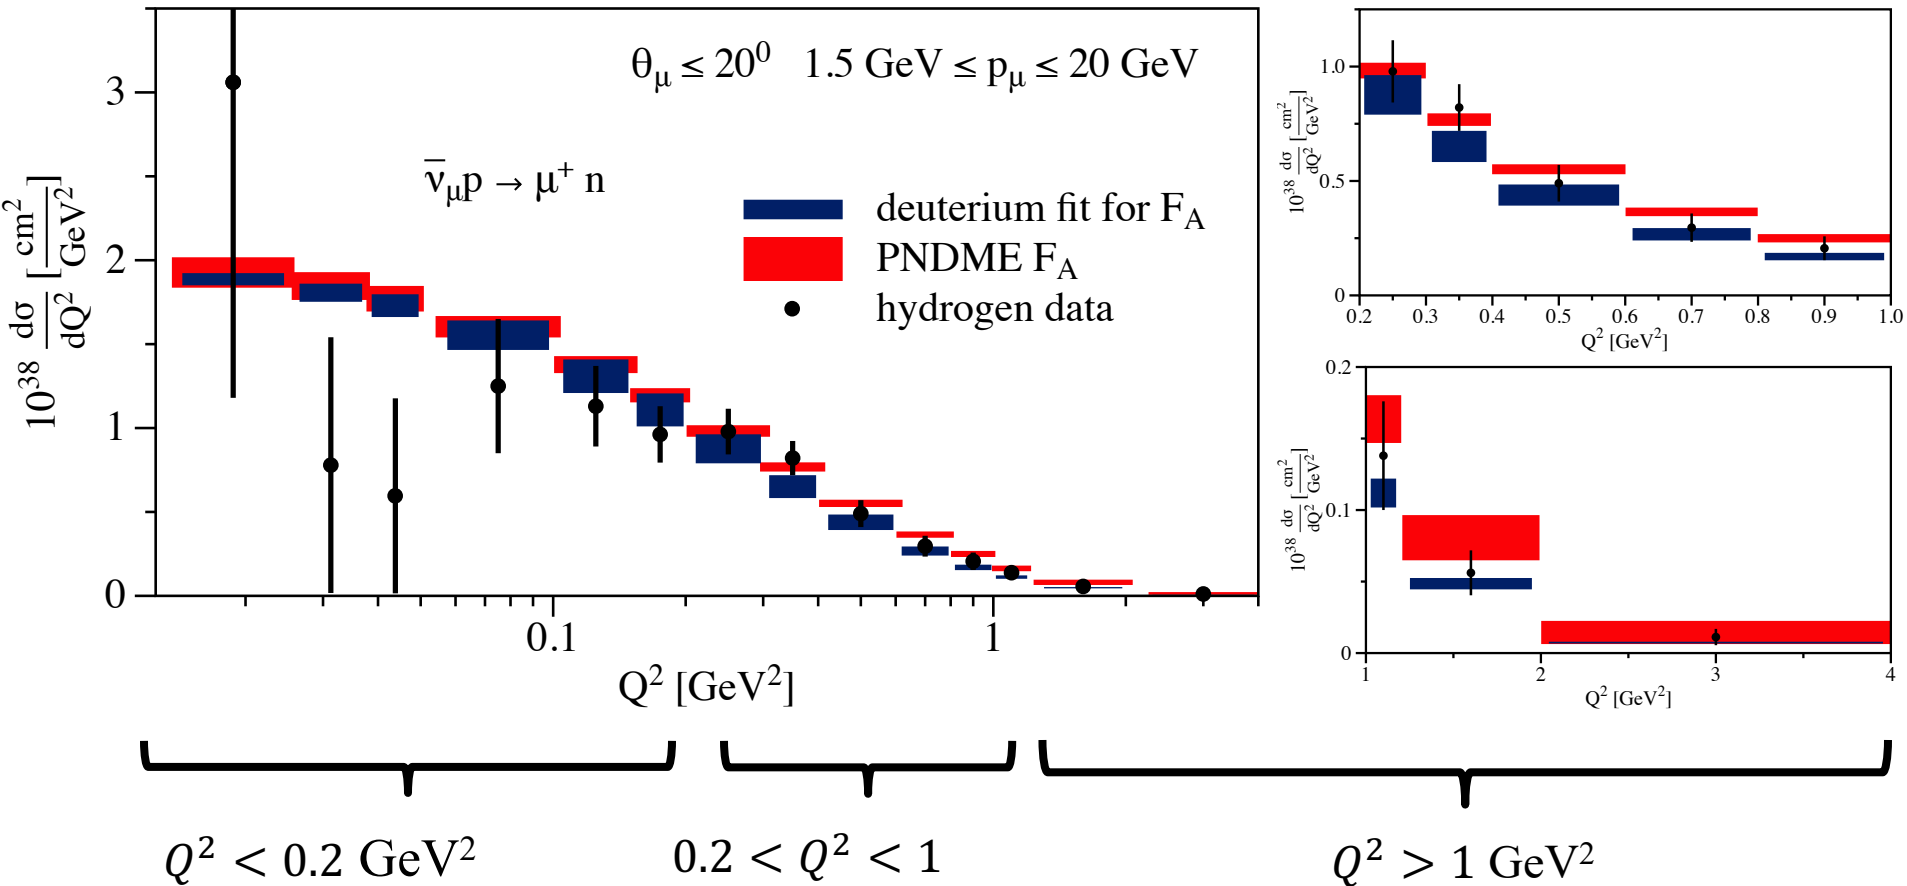 θμ ≤ 20⁰ 1.5 GeV ≤ pμ ≤ 20 GeV
ν̅μp → μ⁺ n
deuterium fit for F_A
PNDME F_A
hydrogen data
10³⁸ dσ/dQ² [cm²/GeV²]
3
2
1
0
0.1 1
Q² [GeV²]
10³⁸ dσ/dQ² [cm²/GeV²]
1.0
0.5
0
0.2 0.3 0.4 0.5 0.6 0.7 0.8 0.9 1.0
Q² [GeV²]
10³⁸ dσ/dQ² [cm²/GeV²]
0.2
0.1
0
1 2 3 4
Q² [GeV²]
Q² < 0.2 GeV²
0.2 < Q² < 1
Q² > 1 GeV²